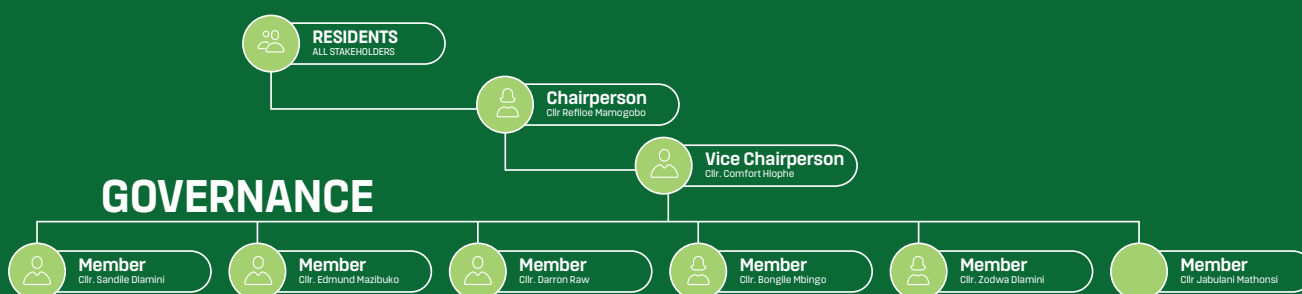 RESIDENTS
ALL STAKEHOLDERS
Chairperson
Cllr Refiloe Mamogobo
Vice Chairperson
Cllr. Comfort Hlophe
GOVERNANCE
Member
Cllr. Sandile Dlamini
Member
Cllr. Edmund Mazibuko
Member
Cllr. Darron Raw
Member
Cllr. Bongile Mbingo
Member
Cllr. Zodwa Dlamini
Member
Cllr Jabulani Mathonsi